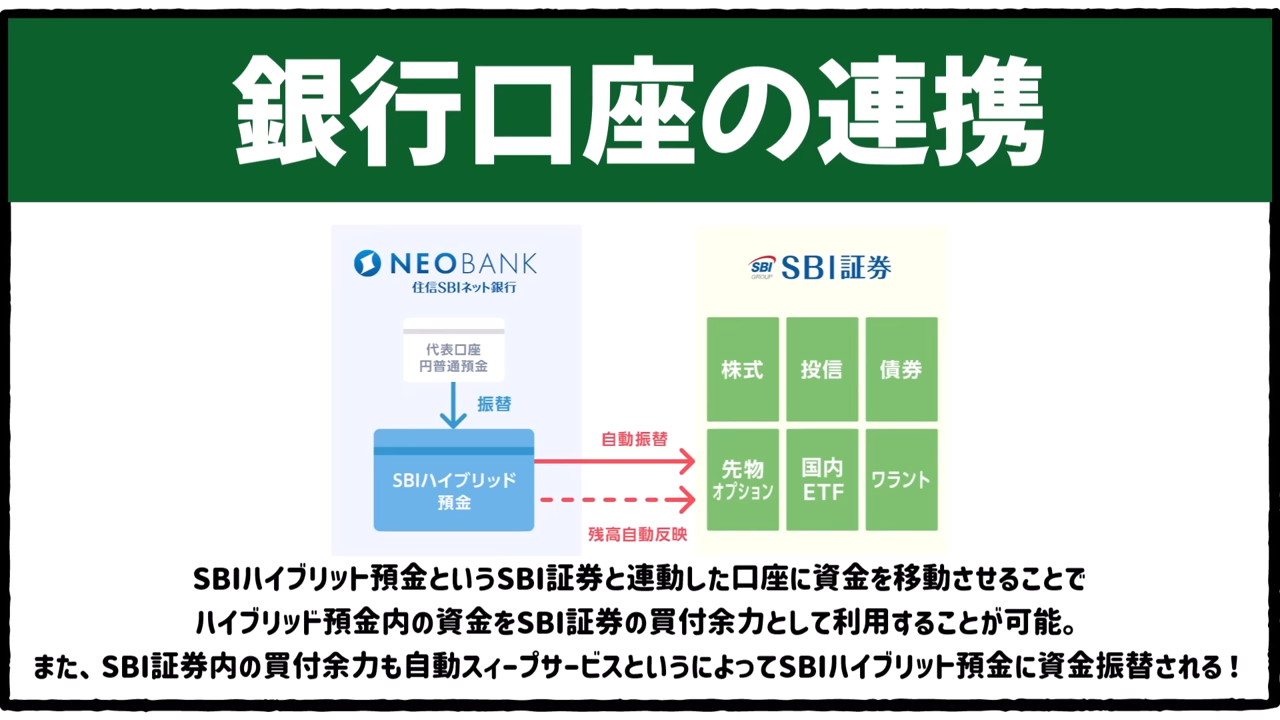 銀行口座の連携
NEOBANK
住信SBIネット銀行
代表口座
円普通預金
振替
SBIハイブリッド
預金
自動振替
残高自動反映
SBI
GROUP
SBI証券
株式
投信
債券
先物
オプション
国内
ETF
ワラント
SBIハイブリット預金というSBI証券と連動した口座に資金を移動させることで
ハイブリッド預金内の資金をSBI証券の買付余力として利用することが可能。
また、SBI証券内の買付余力も自動スィープサービスというによってSBIハイブリット預金に資金振替される！